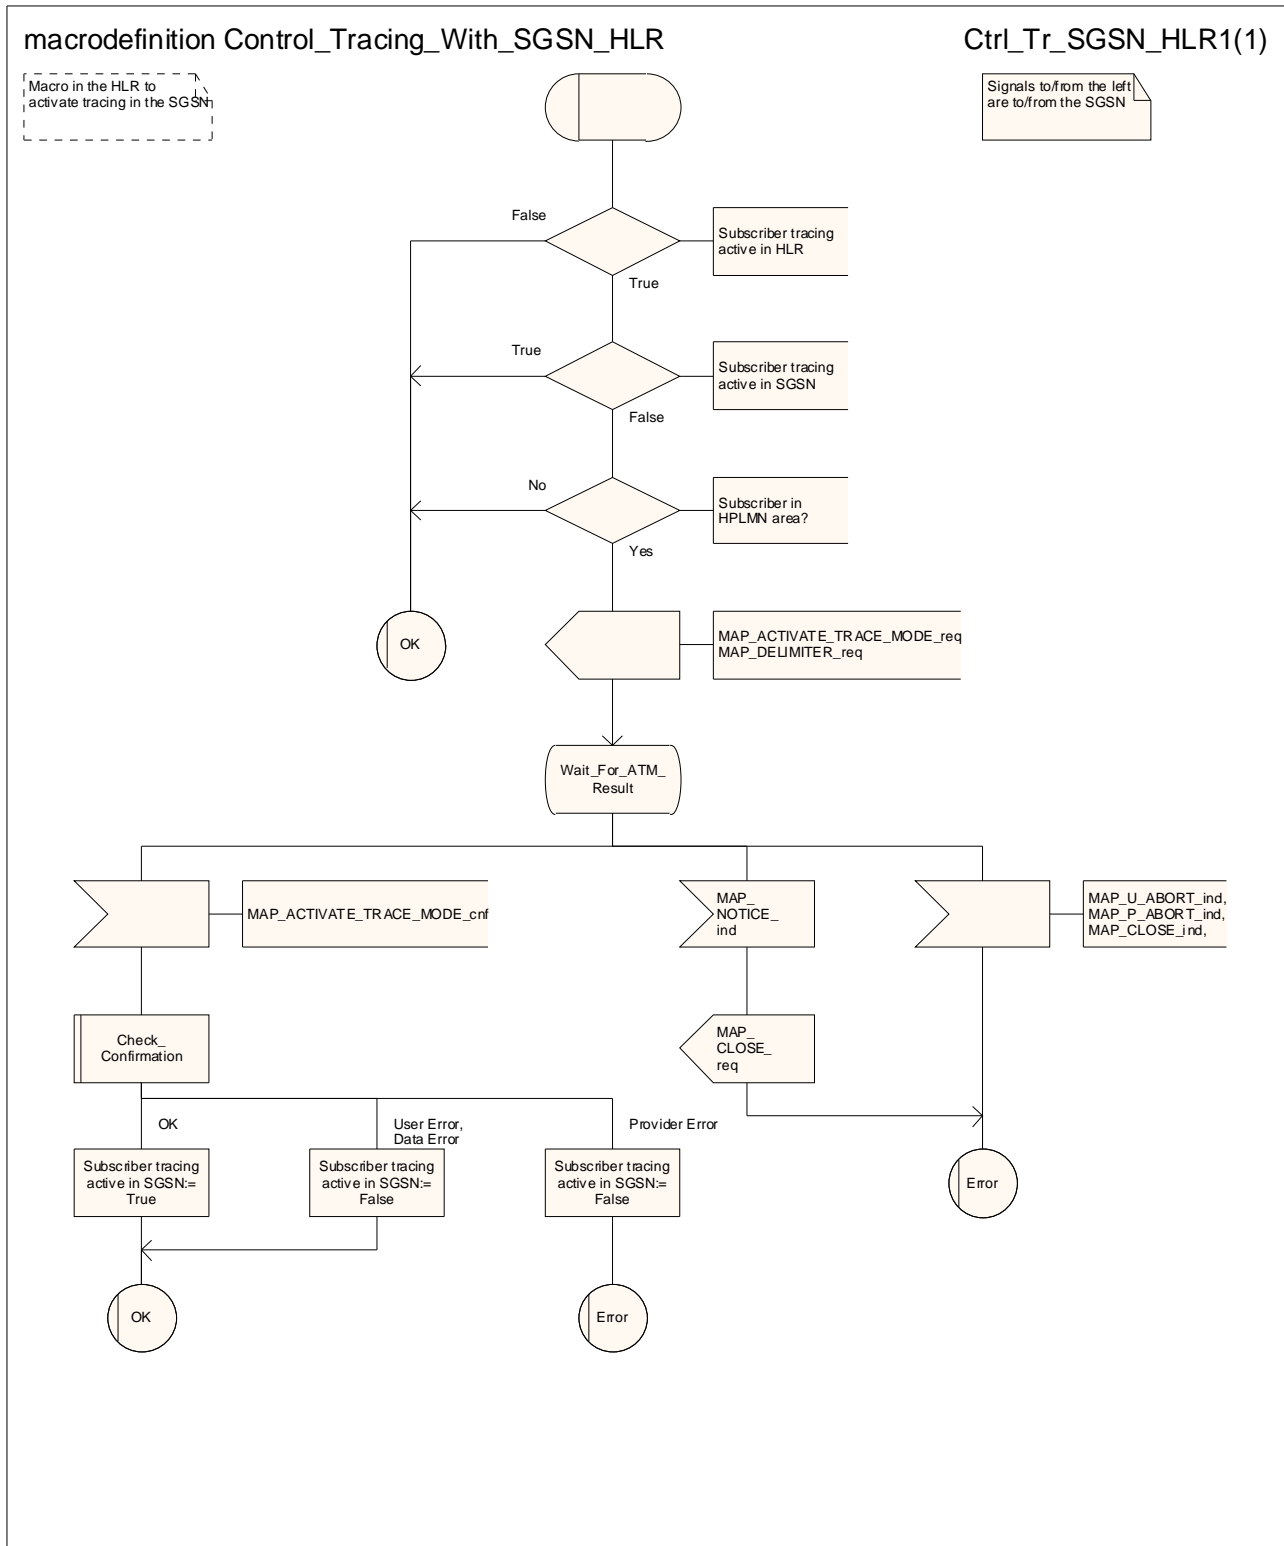 macrodefinition Control_Tracing_With_SGSN_HLR
Ctrl_Tr_SGSN_HLR1(1)
Macro in the HLR to
activate tracing in the SGSN
Signals to/from the left
are to/from the SGSN
False
Subscriber tracing
active in HLR
True
True
Subscriber tracing
active in SGSN
False
No
Subscriber in
HPLMN area?
Yes
OK
MAP_ACTIVATE_TRACE_MODE_req
MAP_DELIMITER_req
Wait_For_ATM_
Result
MAP_ACTIVATE_TRACE_MODE_cnf
MAP_
NOTICE_
ind
MAP_U_ABORT_ind,
MAP_P_ABORT_ind,
MAP_CLOSE_ind,
Check_
Confirmation
MAP_
CLOSE_
req
OK
User Error,
Data Error
Provider Error
Subscriber tracing
active in SGSN:=
True
Subscriber tracing
active in SGSN:=
False
Subscriber tracing
active in SGSN:=
False
Error
OK
Error